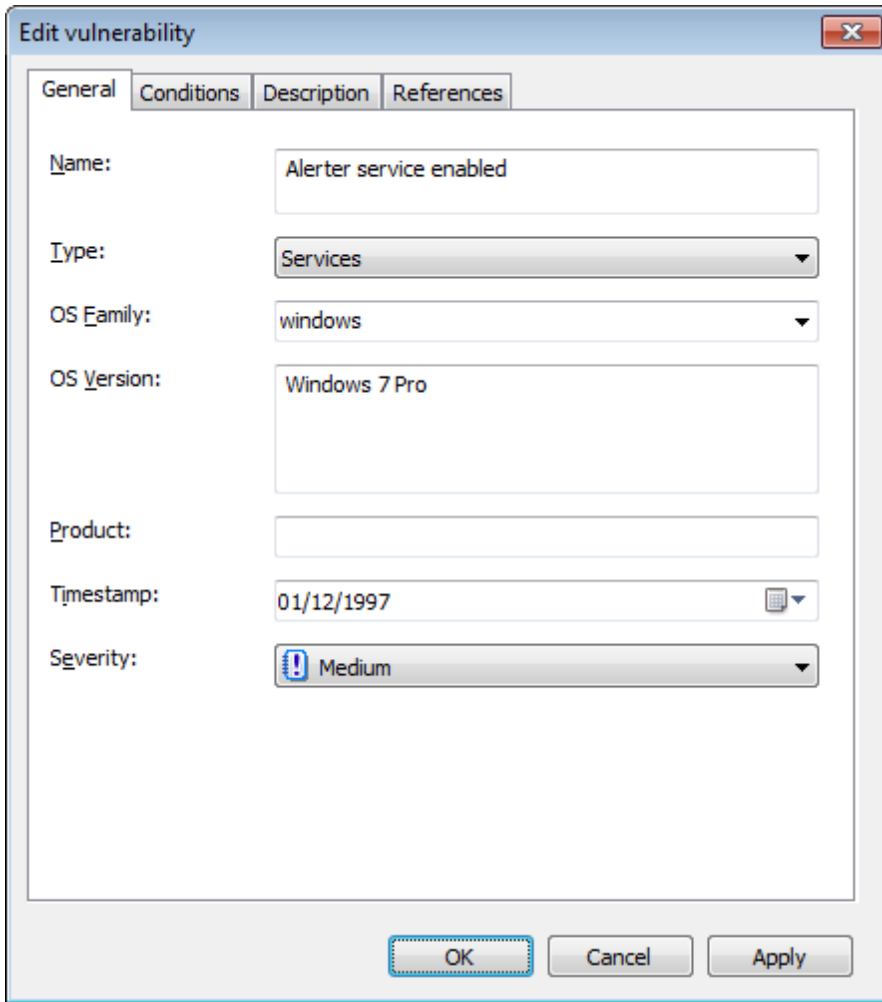 Edit vulnerability
General Conditions Description References
Name: Alerter service enabled
Type: Services
OS Family: windows
OS Version: Windows 7 Pro
Product:
Timestamp: 01/12/1997
Severity: Medium
OK Cancel Apply